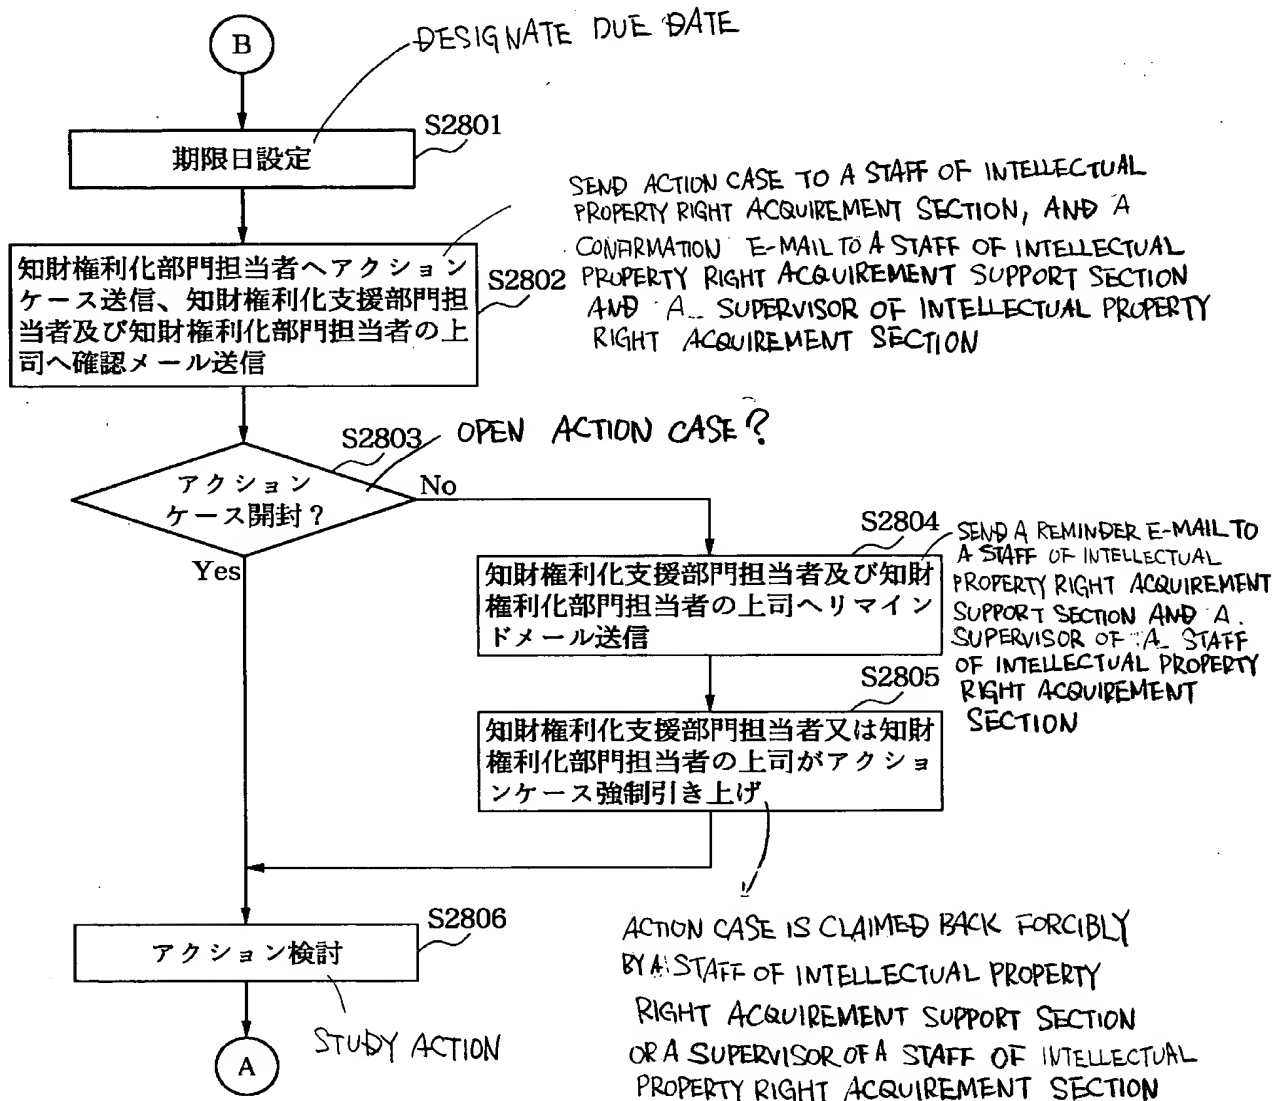 B
DESIGNATE DUE DATE
S2801
期限日設定
SEND ACTION CASE TO A STAFF OF INTELLECTUAL
PROPERTY RIGHT ACQUIREMENT SECTION, AND A
CONFIRMATION E-MAIL TO A STAFF OF INTELLECTUAL
PROPERTY RIGHT ACQUIREMENT SUPPORT SECTION
AND A SUPERVISOR OF INTELLECTUAL PROPERTY
RIGHT ACQUIREMENT SECTION
S2802
知財権利化部門担当者へアクション
ケース送信、知財権利化支援部門担
当者及び知財権利化部門担当者の上
司へ確認メール送信
S2803
OPEN ACTION CASE?
アクション
ケース開封？
No
Yes
S2804
知財権利化支援部門担当者及び知財
権利化部門担当者の上司へリマイン
ドメール送信
SEND A REMINDER E-MAIL TO
A STAFF OF INTELLECTUAL
PROPERTY RIGHT ACQUIREMENT
SUPPORT SECTION AND A
SUPERVISOR OF A STAFF
OF INTELLECTUAL PROPERTY
RIGHT ACQUIREMENT
SECTION
S2805
知財権利化支援部門担当者又は知財
権利化部門担当者の上司がアクショ
ンケース強制引き上げ
ACTION CASE IS CLAIMED BACK FORCIBLY
BY A STAFF OF INTELLECTUAL PROPERTY
RIGHT ACQUIREMENT SUPPORT SECTION
OR A SUPERVISOR OF A STAFF OF INTELLECTUAL
PROPERTY RIGHT ACQUIREMENT SECTION
S2806
アクション検討
STUDY ACTION
A